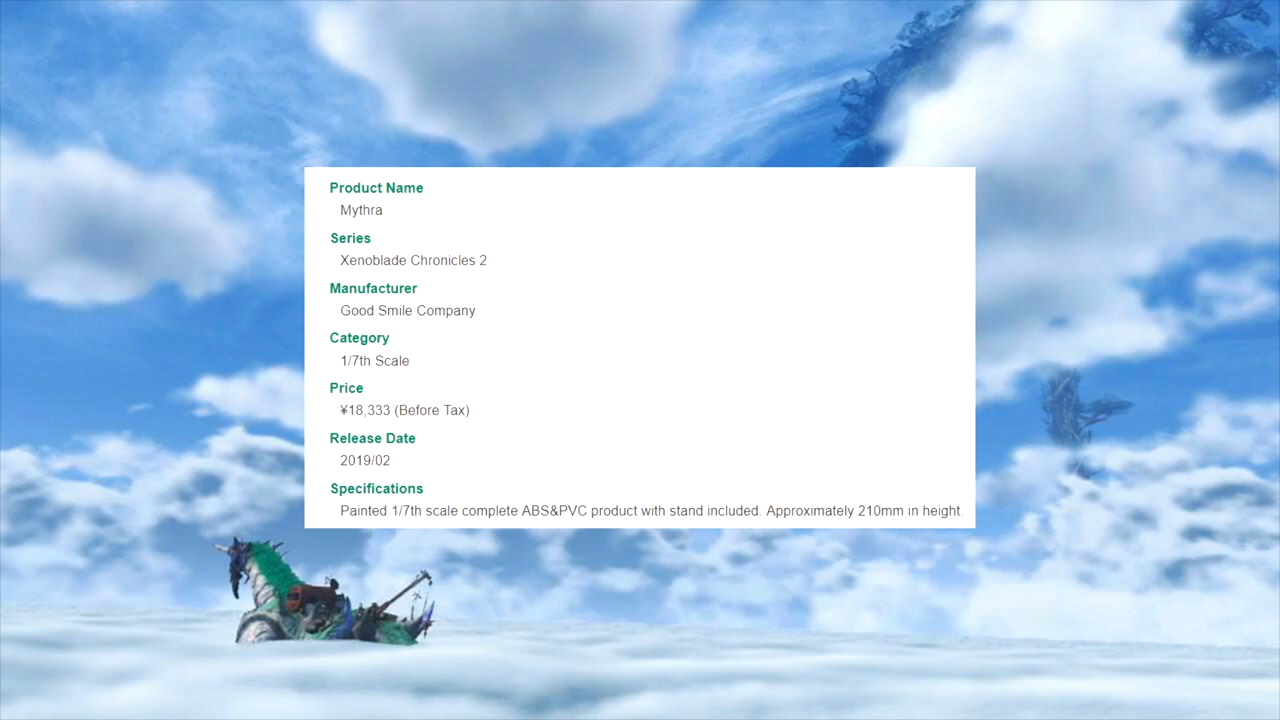 Product Name
Mythra
Series
Xenoblade Chronicles 2
Manufacturer
Good Smile Company
Category
1/7th Scale
Price
¥18,333 (Before Tax)
Release Date
2019/02
Specifications
Painted 1/7th scale complete ABS&PVC product with stand included. Approximately 210mm in height.